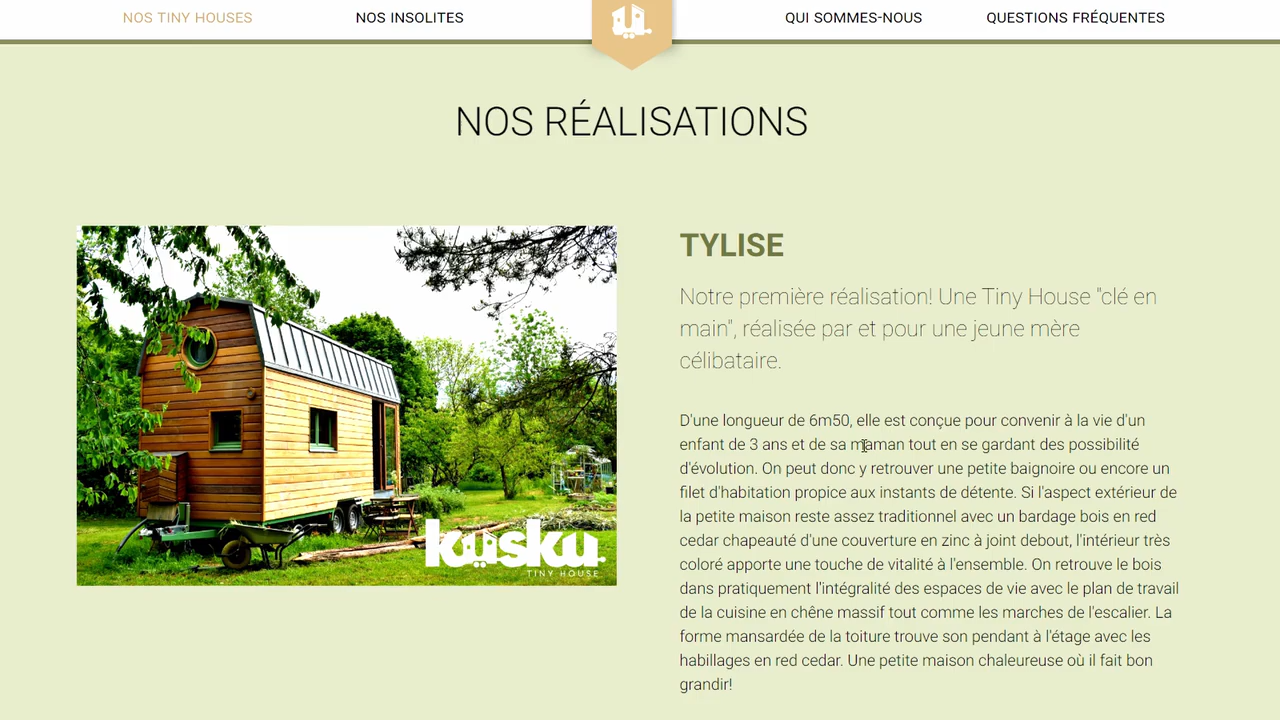 NOS TINY HOUSES NOS INSOLITES QUI SOMMES-NOUS QUESTIONS FRÉQUENTES
NOS RÉALISATIONS
TYLISE
Notre première réalisation! Une Tiny House "clé en
main", réalisée par et pour une jeune mère
célibataire.
D'une longueur de 6m50, elle est conçue pour convenir à la vie d'un
enfant de 3 ans et de sa maman tout en se gardant des possibilité
d'évolution. On peut donc y retrouver une petite baignoire ou encore un
filet d'habitation propice aux instants de détente. Si l'aspect extérieur de
la petite maison reste assez traditionnel avec un bardage bois en red
cedar chapeauté d'une couverture en zinc à joint debout, l'intérieur très
coloré apporte une touche de vitalité à l'ensemble. On retrouve le bois
dans pratiquement l'intégralité des espaces de vie avec le plan de travail
de la cuisine en chêne massif tout comme les marches de l'escalier. La
forme mansardée de la toiture trouve son pendant à l'étage avec les
habillages en red cedar. Une petite maison chaleureuse où il fait bon
grandir!
küsku.
TINY HOUSE